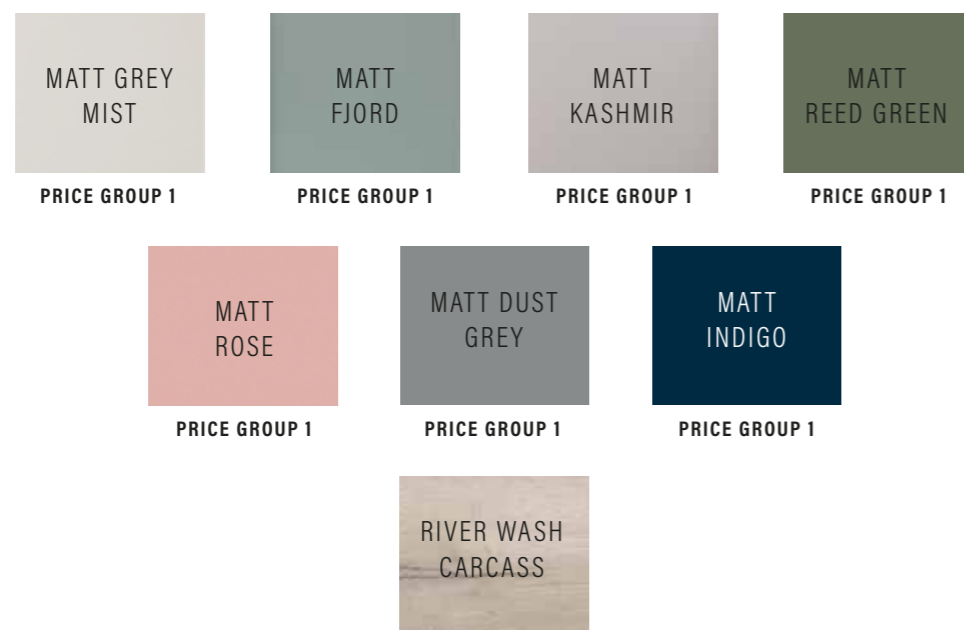 MATT GREY
MIST
MATT
FJORD
MATT
KASHMIR
MATT
REED GREEN
PRICE GROUP 1
PRICE GROUP 1
PRICE GROUP 1
PRICE GROUP 1
MATT
ROSE
MATT DUST
GREY
MATT
INDIGO
PRICE GROUP 1
PRICE GROUP 1
PRICE GROUP 1
RIVER WASH
CARCASS